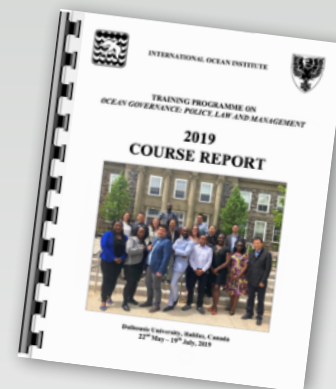 INTERNATIONAL OCEAN INSTITUTE
TRAINING PROGRAMME ON
OCEAN GOVERNANCE: POLICY, LAW AND MANAGEMENT
2019
COURSE REPORT
Dalhousie University, Halifax, Canada
22nd May – 19th July, 2019